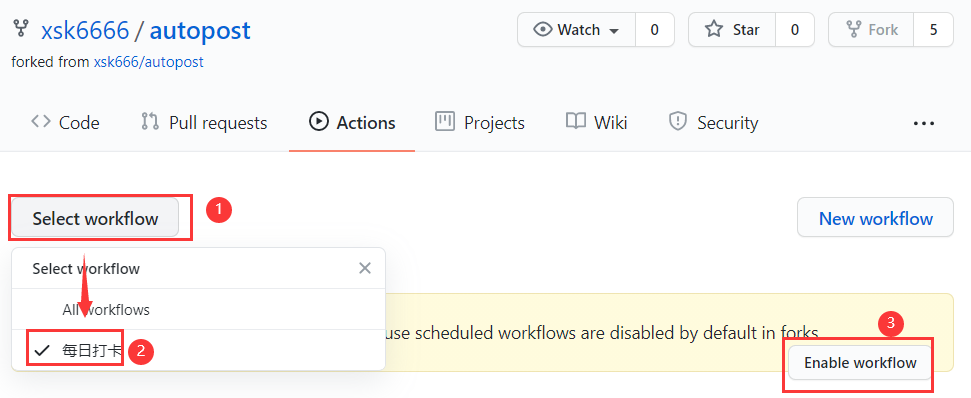 xsk6666 / autopost
Watch 0 Star 0 Fork 5
forked from xsk666/autopost
Code Pull requests Actions Projects Wiki Security ...
Select workflow 1 New workflow
Select workflow
All workflows
use scheduled workflows are disabled by default in forks. 3
每日打卡 2
Enable workflow